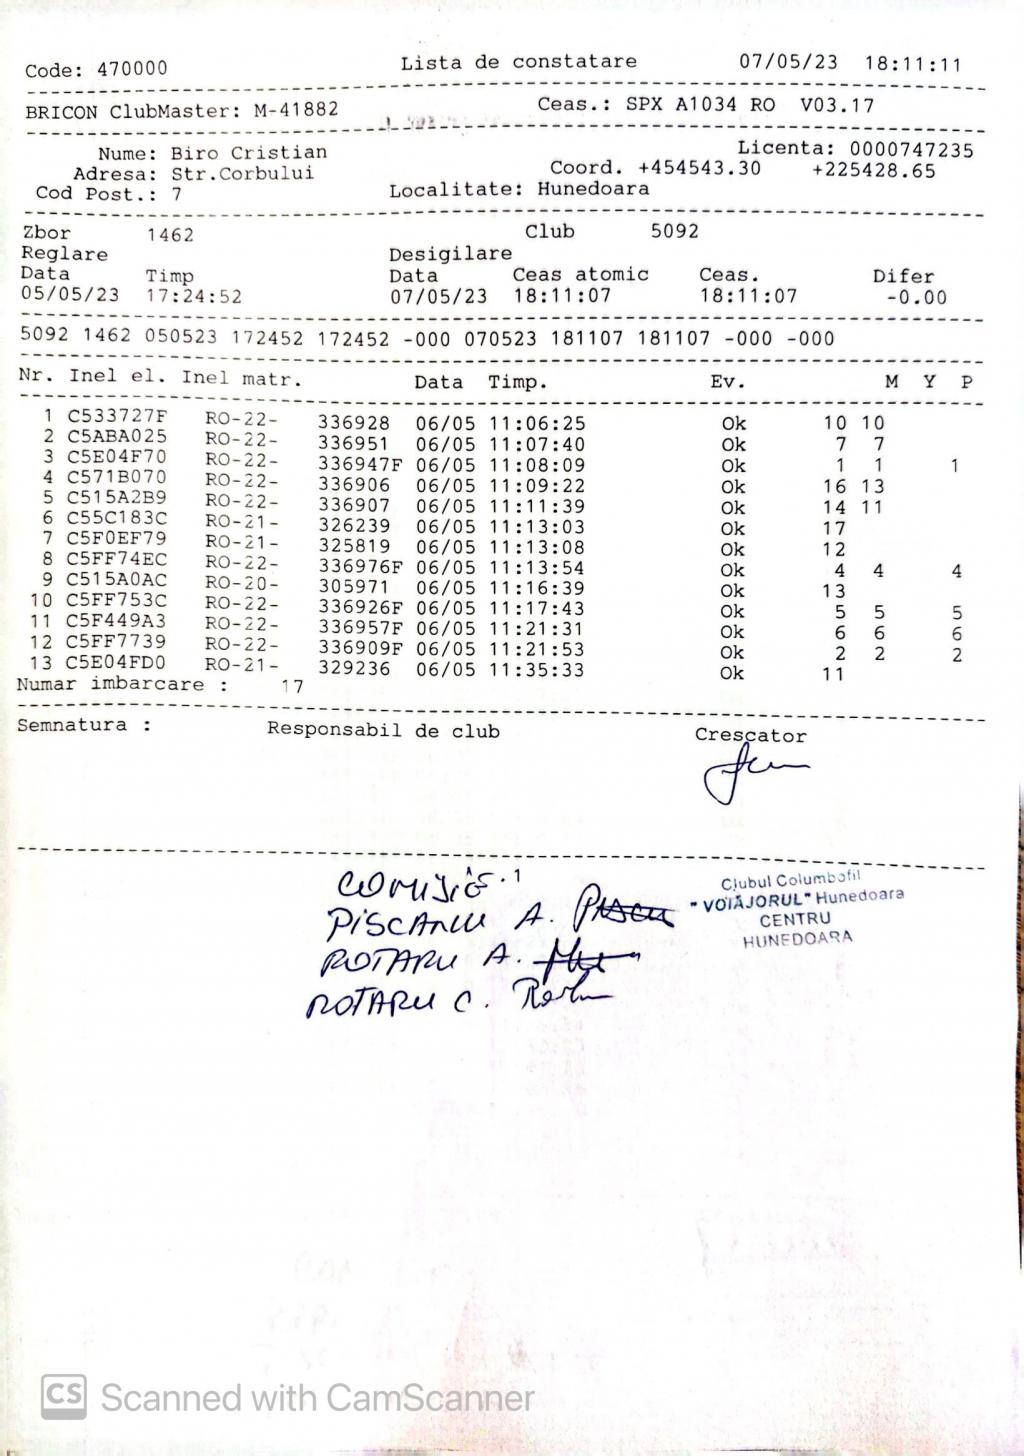 Code: 470000 Lista de constatare 07/05/23 18:11:11
BRICON ClubMaster: M-41882 Ceas.: SPX A1034 RO V03.17
Nume: Biro Cristian Licenta: 0000747235
Adresa: Str.Corbului Coord. +454543.30 +225428.65
Cod Post.: 7 Localitate: Hunedoara
Zbor 1462 Club 5092
Reglare Desigilare
Data Timp Data Ceas atomic Ceas. Difer
05/05/23 17:24:52 07/05/23 18:11:07 18:11:07 -0.00
5092 1462 050523 172452 172452 -000 070523 181107 181107 -000 -000
Nr. Inel el. Inel matr. Data Timp. Ev. M Y P
1 C533727F RO-22- 336928 06/05 11:06:25 Ok 10 10
2 C5ABA025 RO-22- 336951 06/05 11:07:40 Ok 7 7
3 C5E04F70 RO-22- 336947F 06/05 11:08:09 Ok 1 1 1
4 C571B070 RO-22- 336906 06/05 11:09:22 Ok 16 13
5 C515A2B9 RO-22- 336907 06/05 11:11:39 Ok 14 11
6 C55C183C RO-21- 326239 06/05 11:13:03 Ok 17
7 C5F0EF79 RO-21- 325819 06/05 11:13:08 Ok 12
8 C5FF74EC RO-22- 336976F 06/05 11:13:54 Ok 4 4 4
9 C515A0AC RO-20- 305971 06/05 11:16:39 Ok 13
10 C5FF753C RO-22- 336926F 06/05 11:17:43 Ok 5 5 5
11 C5F449A3 RO-22- 336957F 06/05 11:21:31 Ok 6 6 6
12 C5FF7739 RO-22- 336909F 06/05 11:21:53 Ok 2 2 2
13 C5E04FD0 RO-21- 329236 06/05 11:35:33 Ok 11
Numar imbarcare : 17
Semnatura : Responsabil de club Crescator
PISCANU A.
ROTARU A.
ROTARU C.
Clubul Columbofil
"VOIAJORUL" Hunedoara
CENTRU
HUNEDOARA
CS Scanned with CamScanner